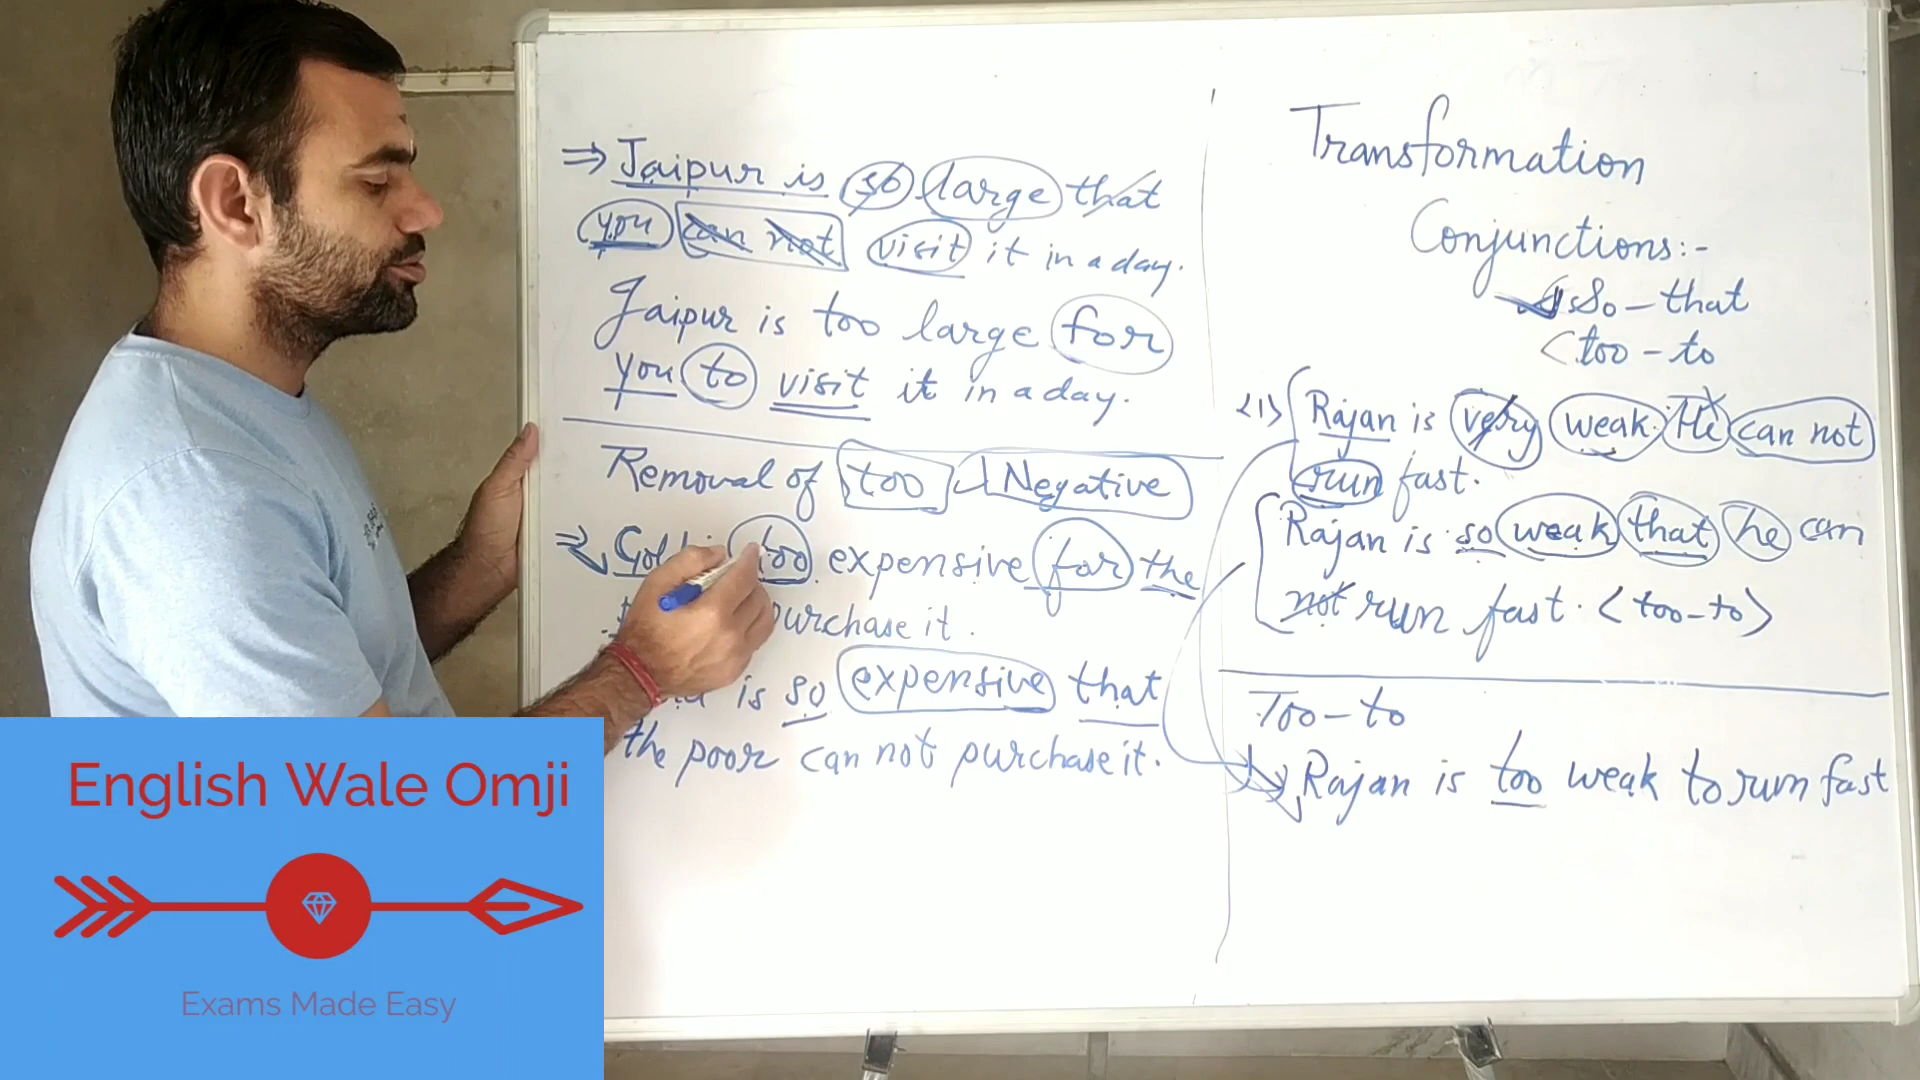 ⇒ Jaipur is so large that
you can not visit it in a day.
Jaipur is too large for
you to visit it in a day.
Removal of too / Negative
too expensive for the
purchase it.
is so expensive that
the poor can not purchase it.
Transformation
Conjunctions:-
So - that
<too - to
<1> Rajan is very weak. He can not
run fast.
Rajan is so weak that he can
not run fast. <too-to>
Too - to
Rajan is too weak to run fast
English Wale Omji
Exams Made Easy